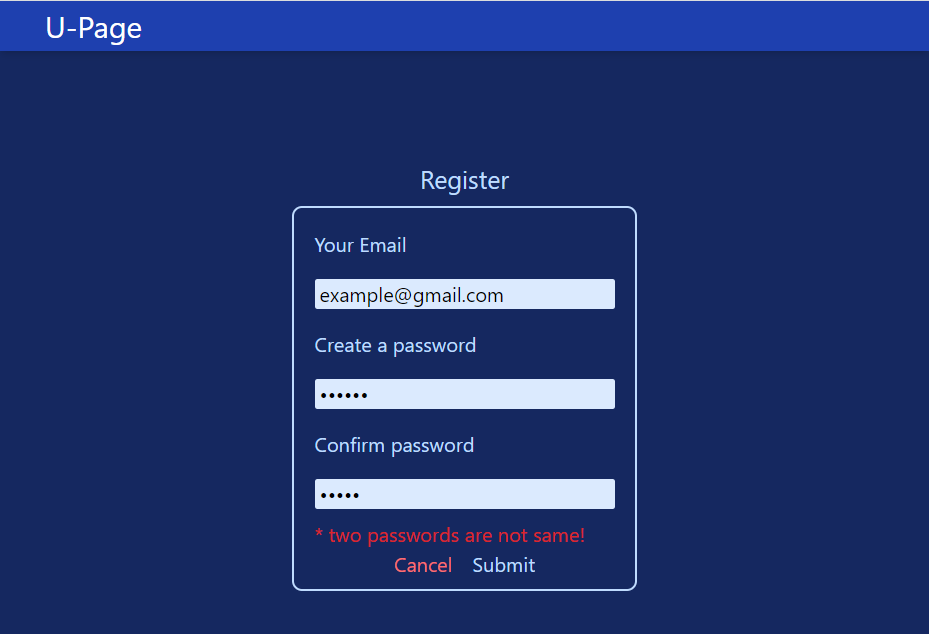 U-Page
Register
Your Email
example@gmail.com
Create a password
••••••
Confirm password
•••••
* two passwords are not same!
Cancel Submit